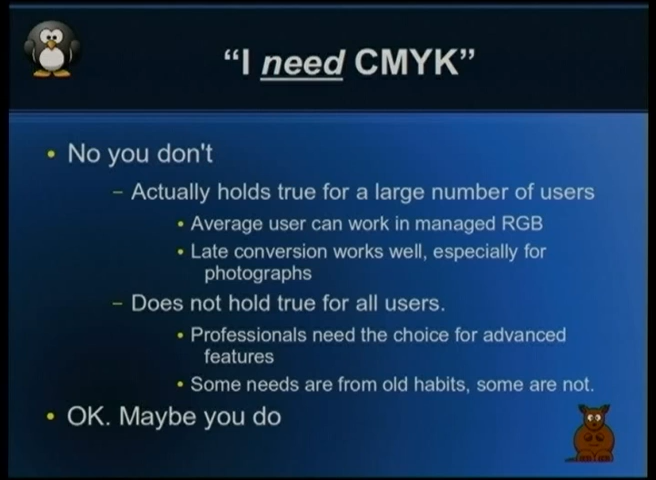 “I need CMYK”
• No you don't
– Actually holds true for a large number of users
• Average user can work in managed RGB
• Late conversion works well, especially for
photographs
– Does not hold true for all users.
• Professionals need the choice for advanced
features
• Some needs are from old habits, some are not.
• OK. Maybe you do